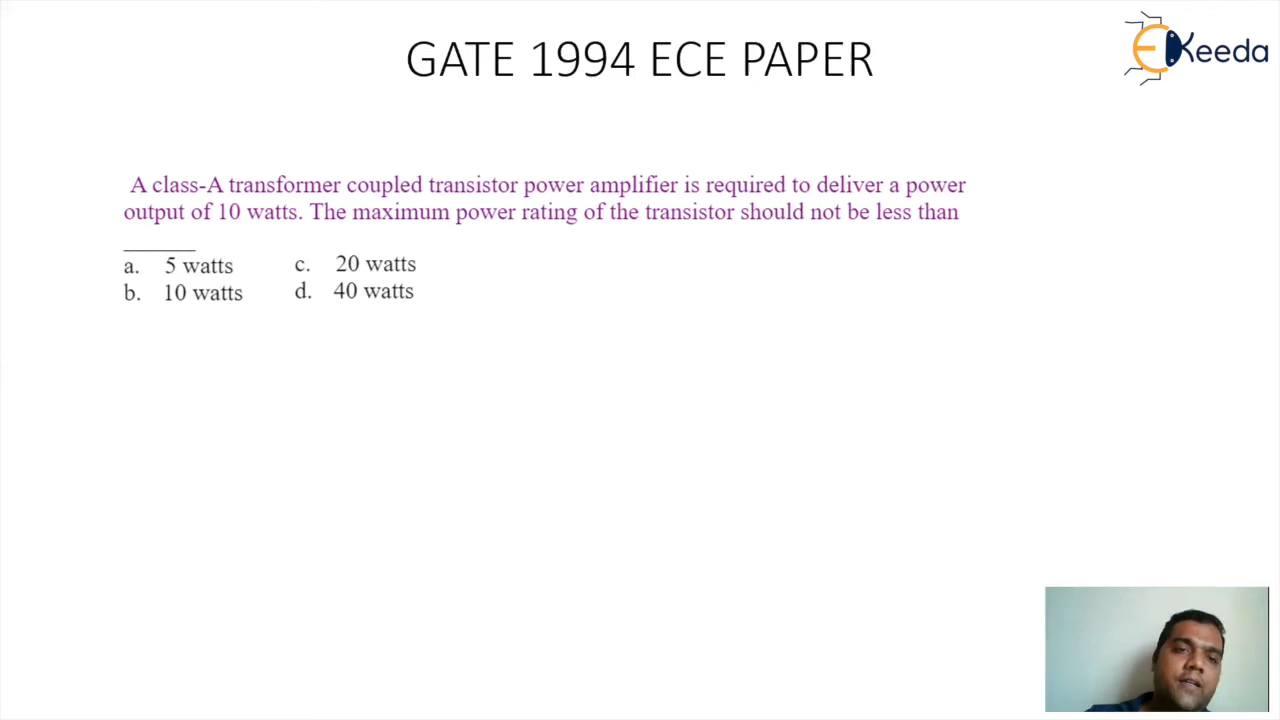 GATE 1994 ECE PAPER
EKeeda
A class-A transformer coupled transistor power amplifier is required to deliver a power
output of 10 watts. The maximum power rating of the transistor should not be less than
______
a. 5 watts c. 20 watts
b. 10 watts d. 40 watts